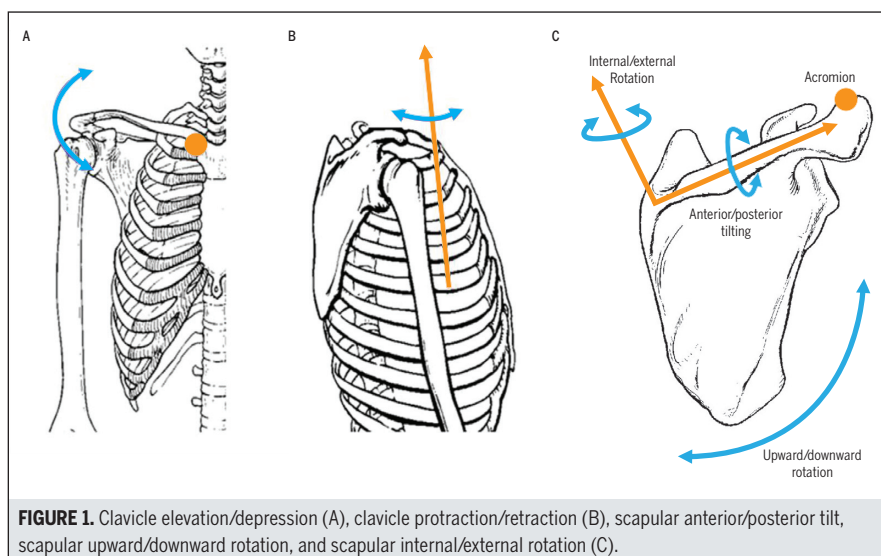 A
B
C
Internal/external
Rotation
Acromion
Anterior/posterior
tilting
Upward/downward
rotation
FIGURE 1. Clavicle elevation/depression (A), clavicle protraction/retraction (B), scapular anterior/posterior tilt,
scapular upward/downward rotation, and scapular internal/external rotation (C).